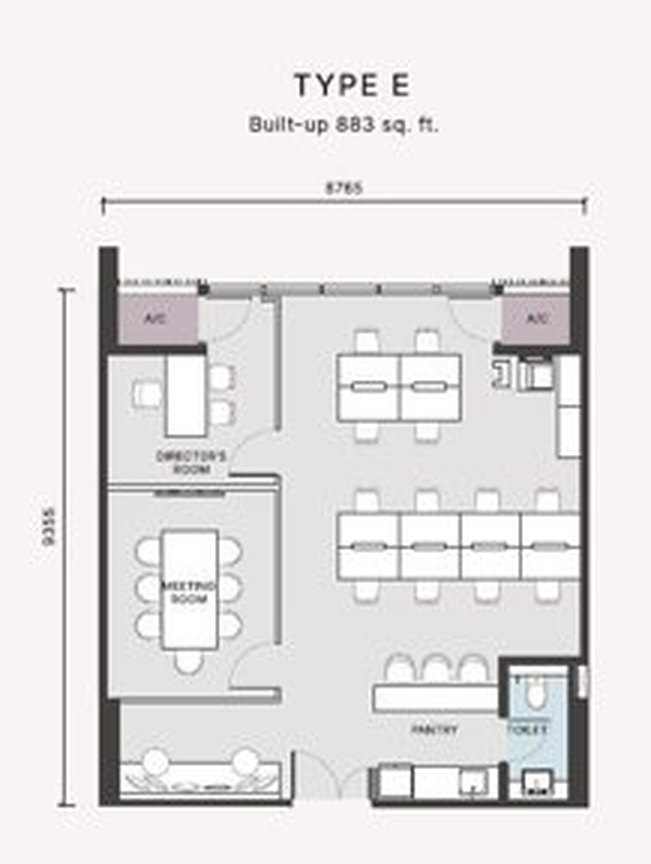 TYPE E
Built-up 883 sq. ft.
8765
A/C
A/C
DIRECTOR'S
ROOM
9355
MEETING
ROOM
PANTRY
TOILET